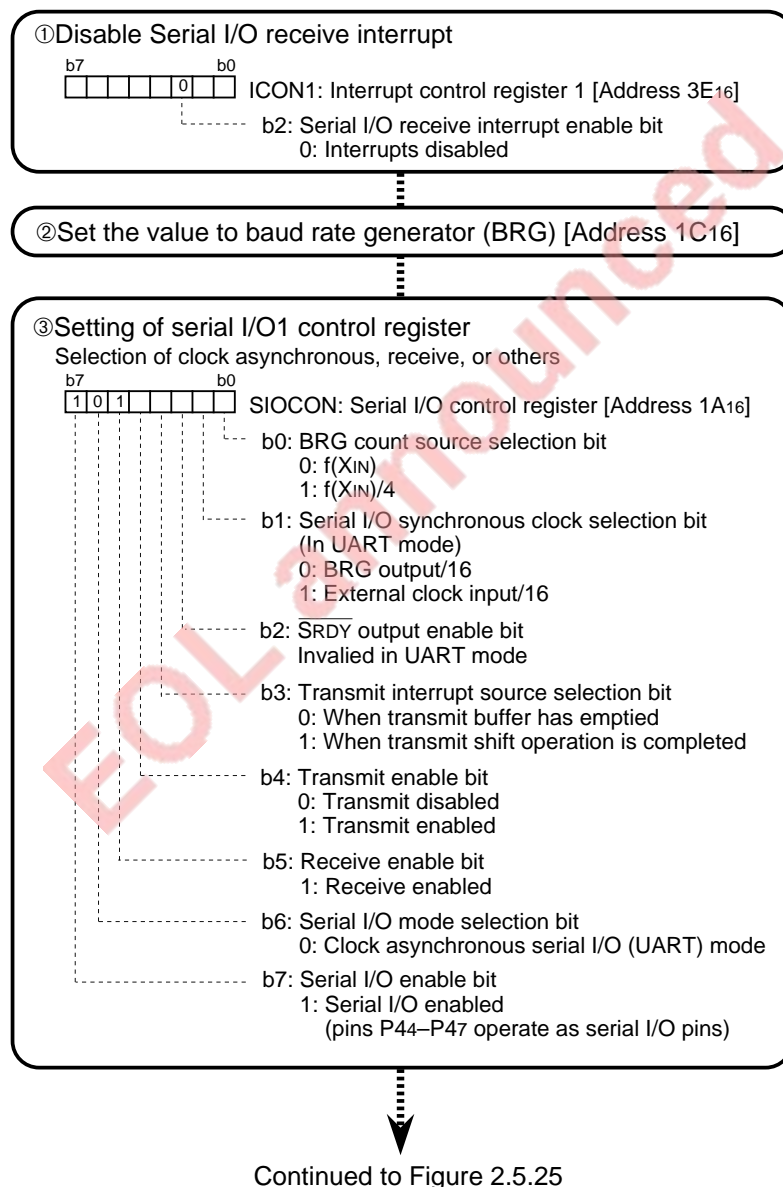 ①Disable Serial I/O receive interrupt
b7 b0
0
ICON1: Interrupt control register 1 [Address 3E16]
b2: Serial I/O receive interrupt enable bit
0: Interrupts disabled
②Set the value to baud rate generator (BRG) [Address 1C16]
③Setting of serial I/O1 control register
Selection of clock asynchronous, receive, or others
b7 b0
1 0 1
SIOCON: Serial I/O control register [Address 1A16]
b0: BRG count source selection bit
0: f(XIN)
1: f(XIN)/4
b1: Serial I/O synchronous clock selection bit
(In UART mode)
0: BRG output/16
1: External clock input/16
b2: SRDY output enable bit
Invalied in UART mode
b3: Transmit interrupt source selection bit
0: When transmit buffer has emptied
1: When transmit shift operation is completed
b4: Transmit enable bit
0: Transmit disabled
1: Transmit enabled
b5: Receive enable bit
1: Receive enabled
b6: Serial I/O mode selection bit
0: Clock asynchronous serial I/O (UART) mode
b7: Serial I/O enable bit
1: Serial I/O enabled
(pins P44–P47 operate as serial I/O pins)
Continued to Figure 2.5.25
EOL announced